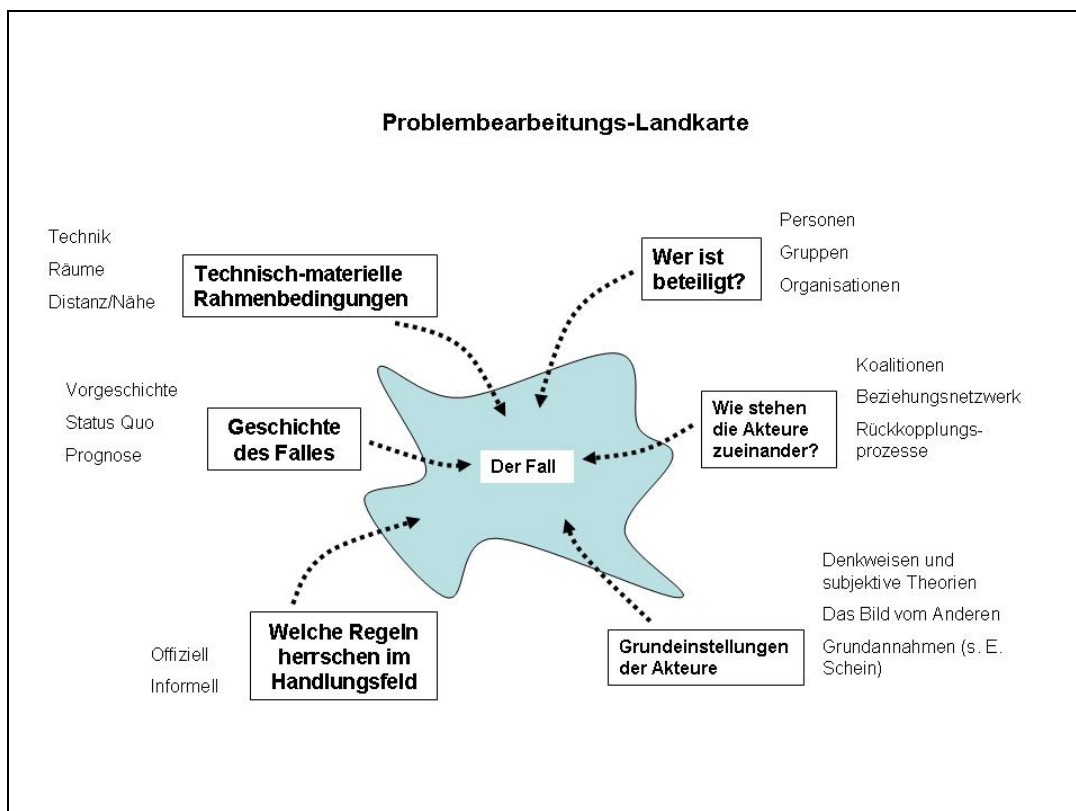 Problembearbeitungs-Landkarte
Technik
Räume
Distanz/Nähe
Technisch-materielle
Rahmenbedingungen
Wer ist
beteiligt?
Personen
Gruppen
Organisationen
Vorgeschichte
Status Quo
Prognose
Geschichte
des Falles
Der Fall
Wie stehen
die Akteure
zueinander?
Koalitionen
Beziehungsnetzwerk
Rückkopplungs-
prozesse
Offiziell
Informell
Welche Regeln
herrschen im
Handlungsfeld
Grundeinstellungen
der Akteure
Denkweisen und
subjektive Theorien
Das Bild vom Anderen
Grundannahmen (s. E.
Schein)